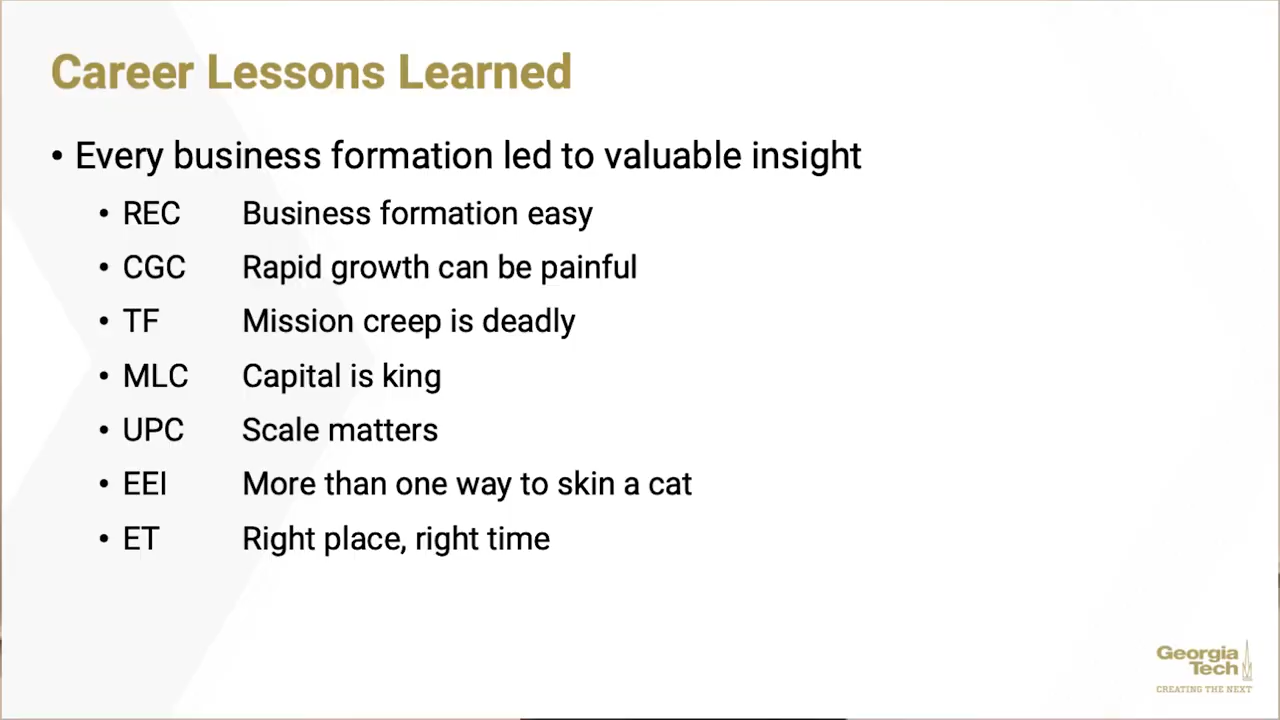 Career Lessons Learned
• Every business formation led to valuable insight
• REC Business formation easy
• CGC Rapid growth can be painful
• TF Mission creep is deadly
• MLC Capital is king
• UPC Scale matters
• EEI More than one way to skin a cat
• ET Right place, right time
Georgia
Tech
CREATING THE NEXT